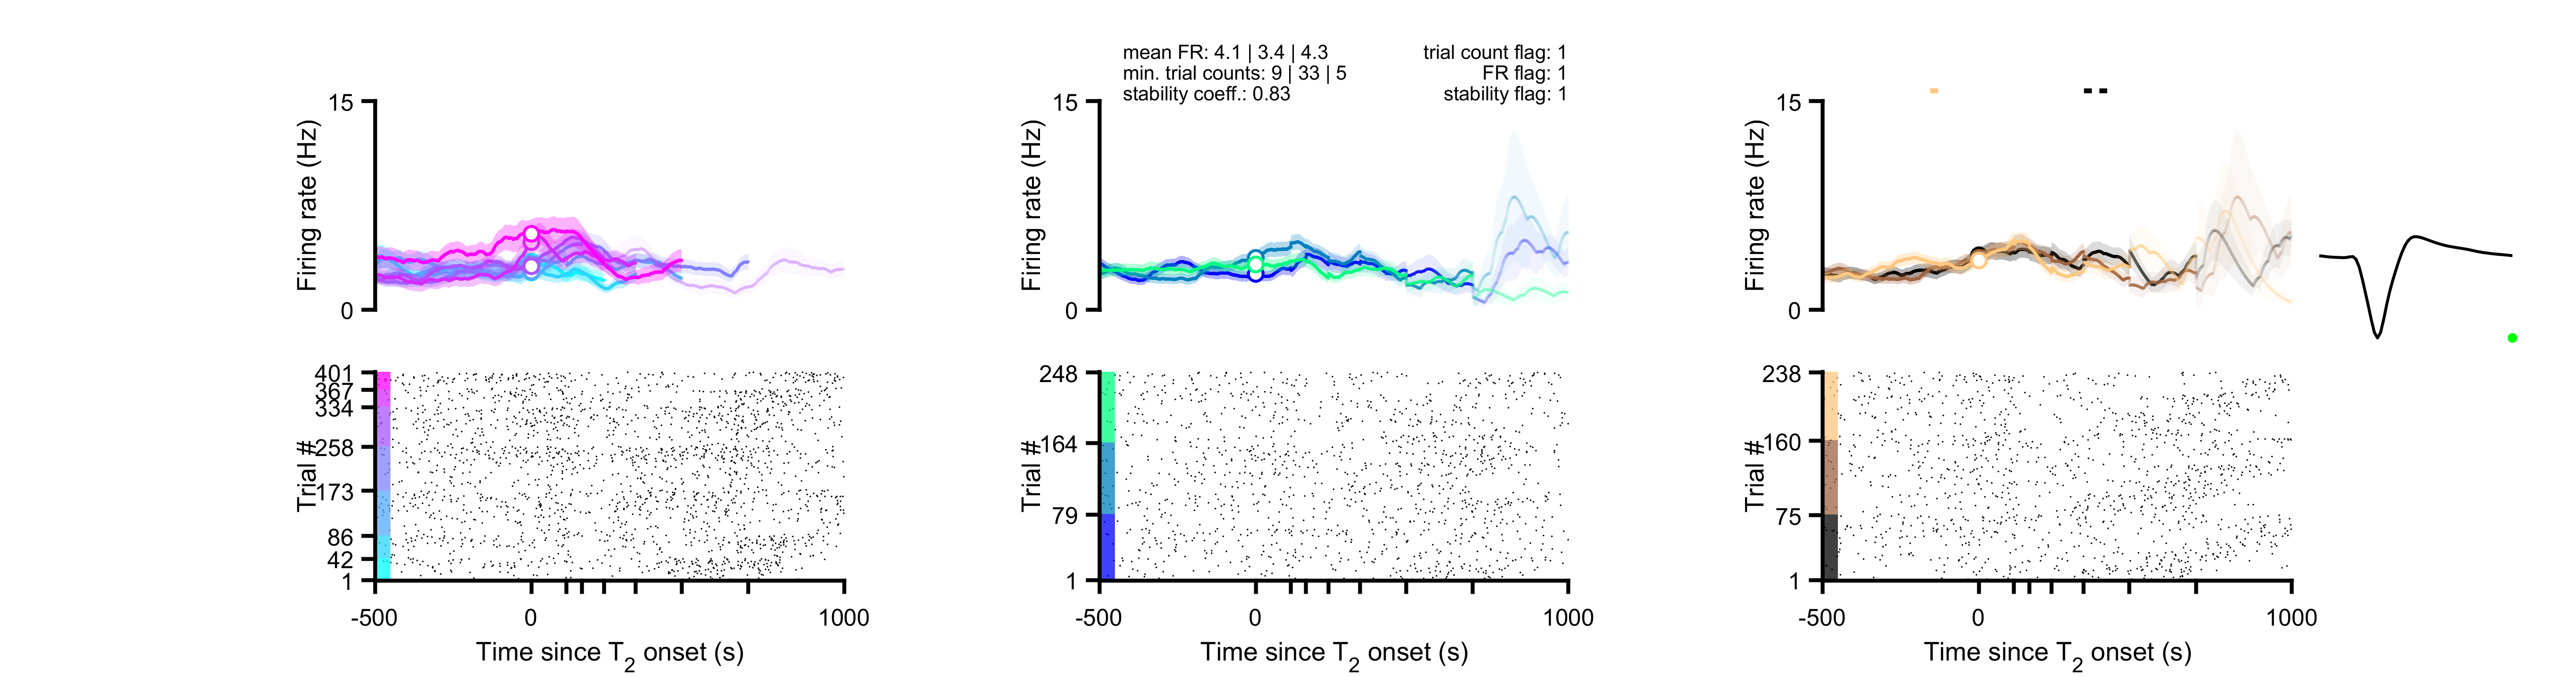 mean FR: 4.1 | 3.4 | 4.3
min. trial counts: 9 | 33 | 5
stability coeff.: 0.83
trial count flag: 1
FR flag: 1
stability flag: 1
Firing rate (Hz)
15
0
Trial #
401
367
334
258
173
86
42
1
-500
0
1000
Time since T2 onset (s)
Firing rate (Hz)
15
0
Trial #
248
164
79
1
-500
0
1000
Time since T2 onset (s)
Firing rate (Hz)
15
0
Trial #
238
160
75
1
-500
0
1000
Time since T2 onset (s)